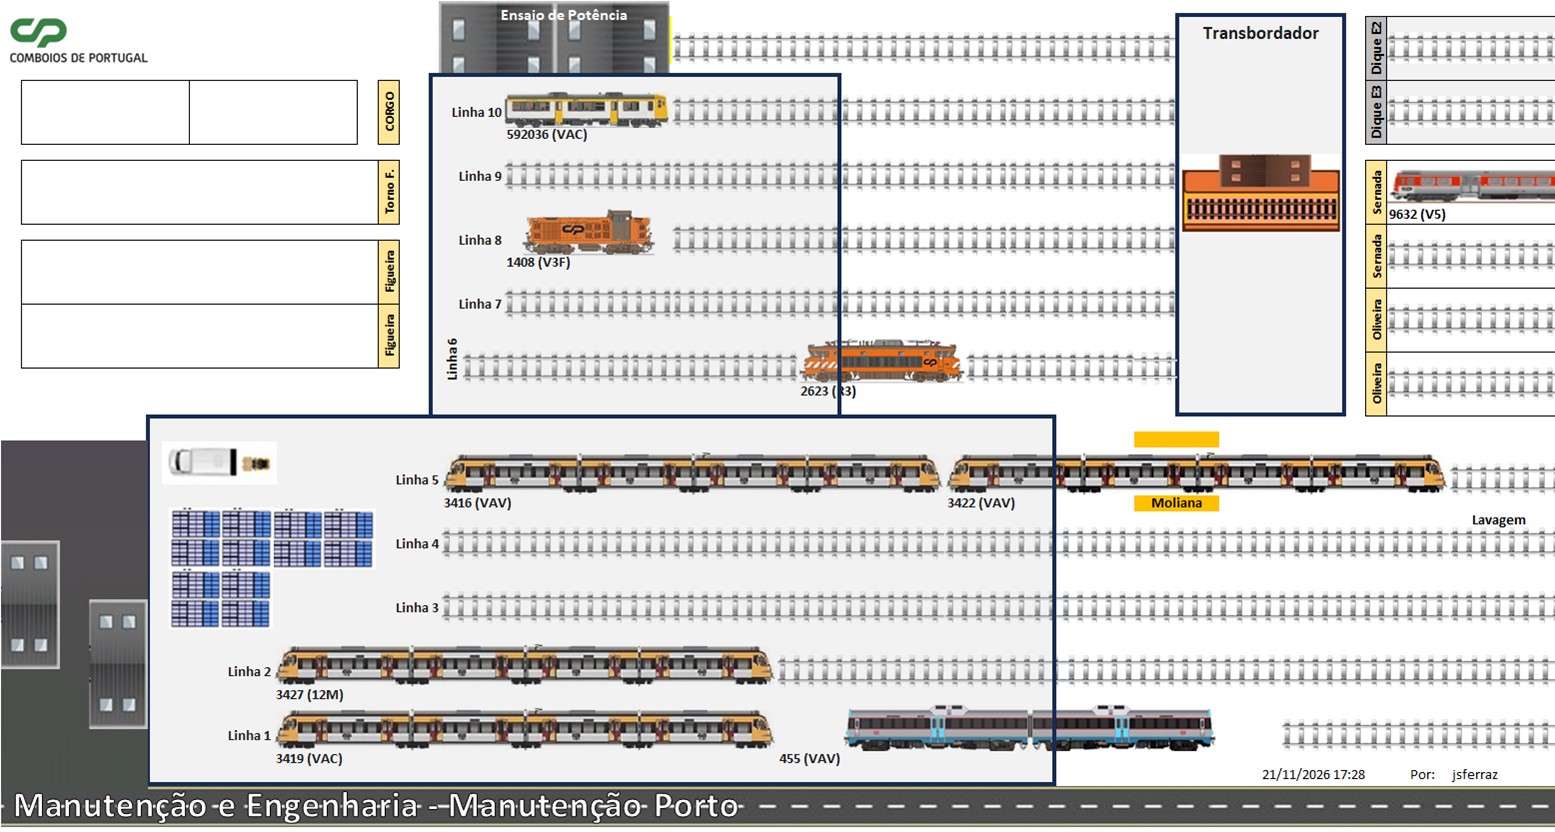 CP
COMBOIOS DE PORTUGAL
CORGO
Torno F.
Figueira
Figueira
Ensaio de Potência
Transbordador
Dique E2
Dique E3
Linha 10
592036 (VAC)
Linha 9
Linha 8
CP
1408 (V3F)
Linha 7
Linha 6
2623 (R3)
Sernada
9632 (V5)
Sernada
Oliveira
Oliveira
Linha 5
3416 (VAV)
3422 (VAV)
Moliana
Lavagem
Linha 4
Linha 3
Linha 2
3427 (12M)
Linha 1
3419 (VAC)
455 (VAV)
21/11/2026 17:28
Por:
jsferraz
Manutenção e Engenharia - Manutenção Porto